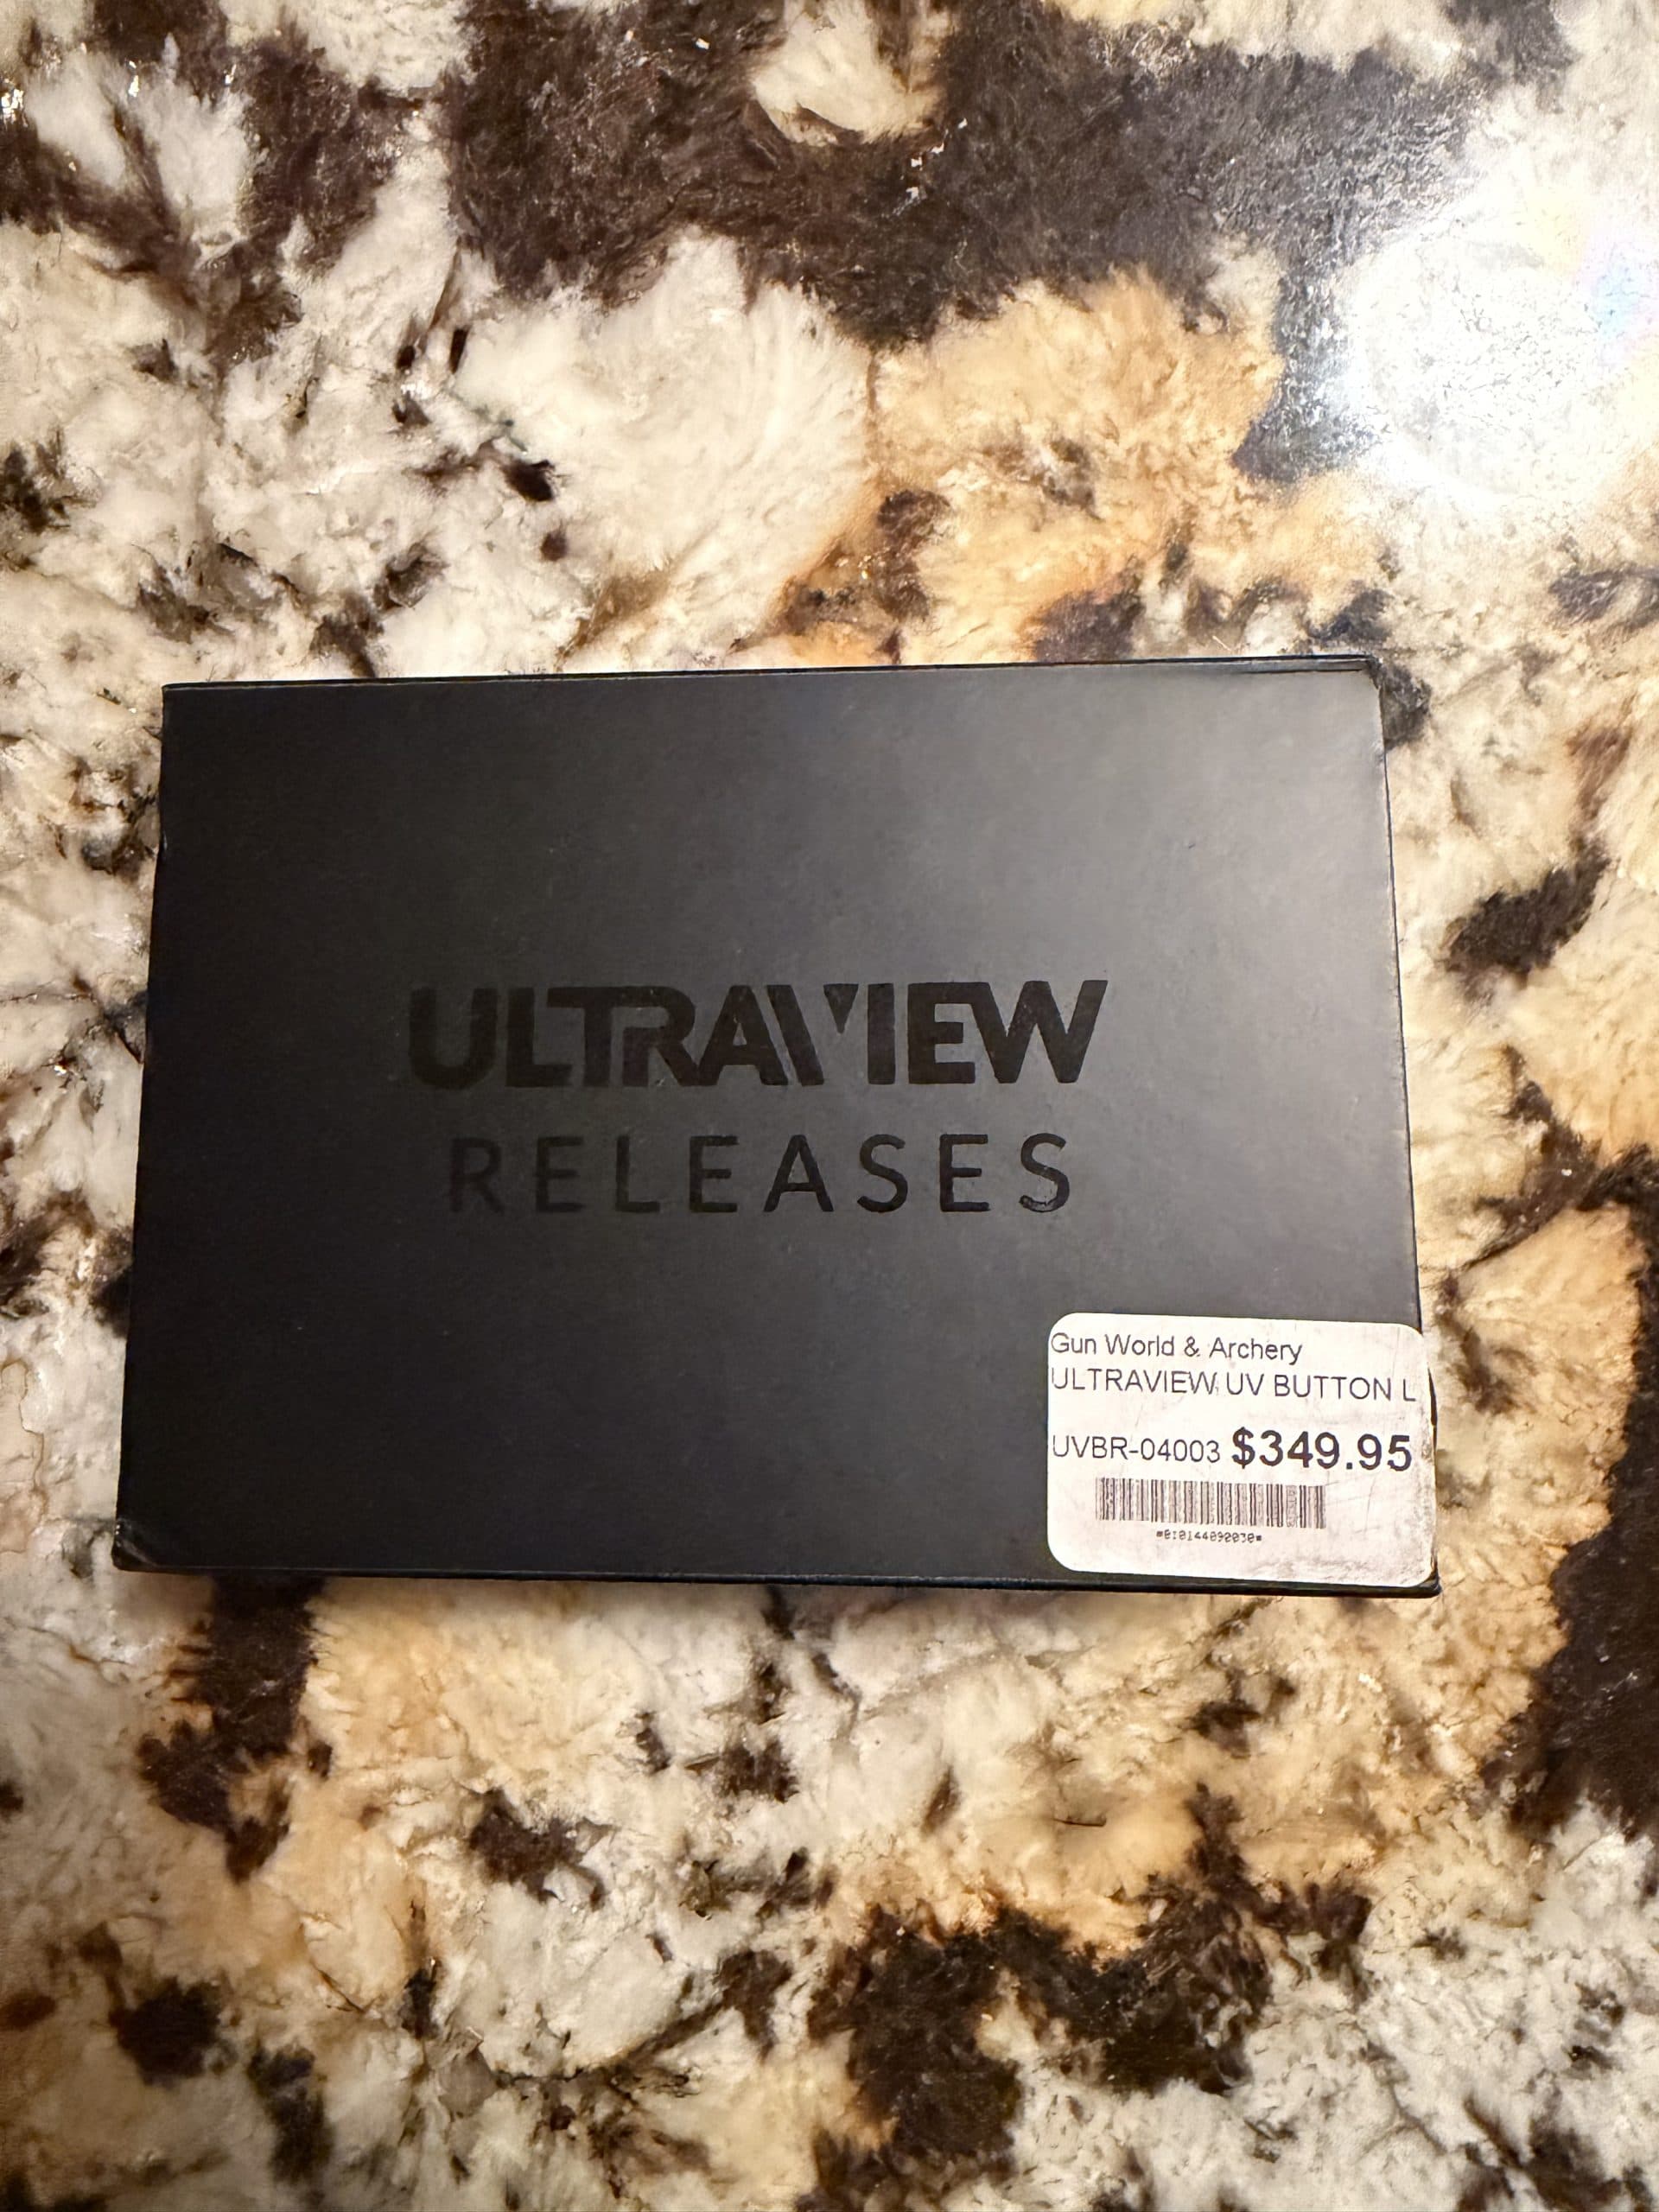 ULTRAVIEW
RELEASES
Gun World & Archery
ULTRAVIEW UV BUTTON L
UVBR-04003 $349.95